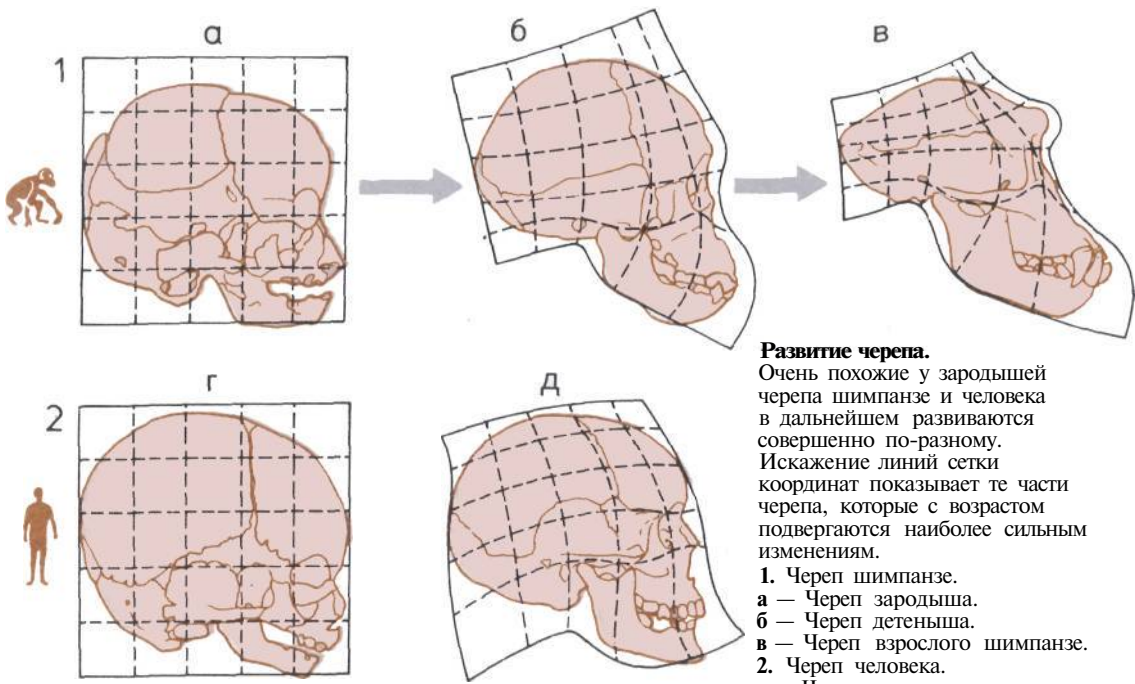 а
б
в
1
г
д
2
Развитие черепа.
Очень похожие у зародышей
черепа шимпанзе и человека
в дальнейшем развиваются
совершенно по-разному.
Искажение линий сетки
координат показывает те части
черепа, которые с возрастом
подвергаются наиболее сильным
изменениям.
1. Череп шимпанзе.
а — Череп зародыша.
б — Череп детеныша.
в — Череп взрослого шимпанзе.
2. Череп человека.